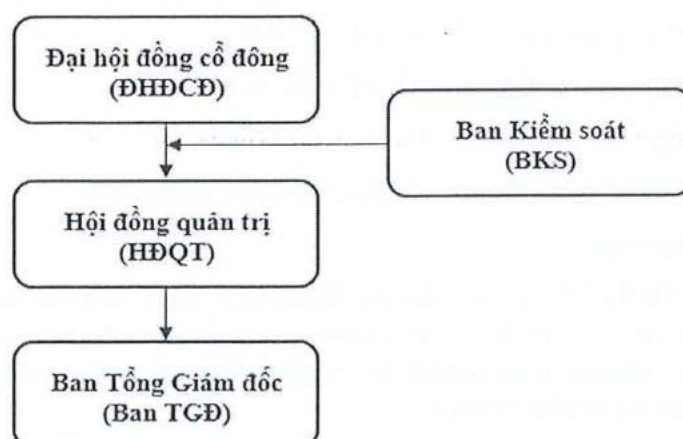 Đại hội đồng cổ đông
(ĐHĐCĐ)
Ban Kiểm soát
(BKS)
Hội đồng quản trị
(HĐQT)
Ban Tổng Giám đốc
(Ban TGĐ)